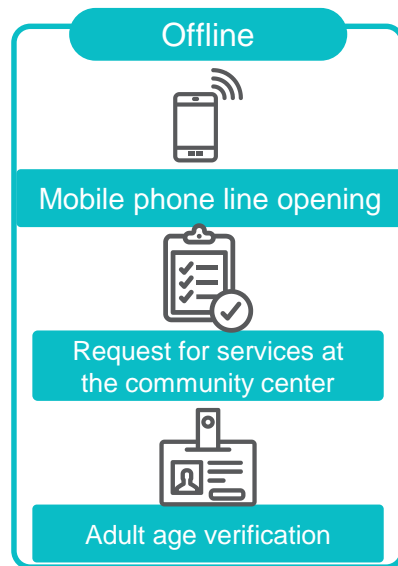 Offline
Mobile phone line opening
Request for services at
the community center
Adult age verification